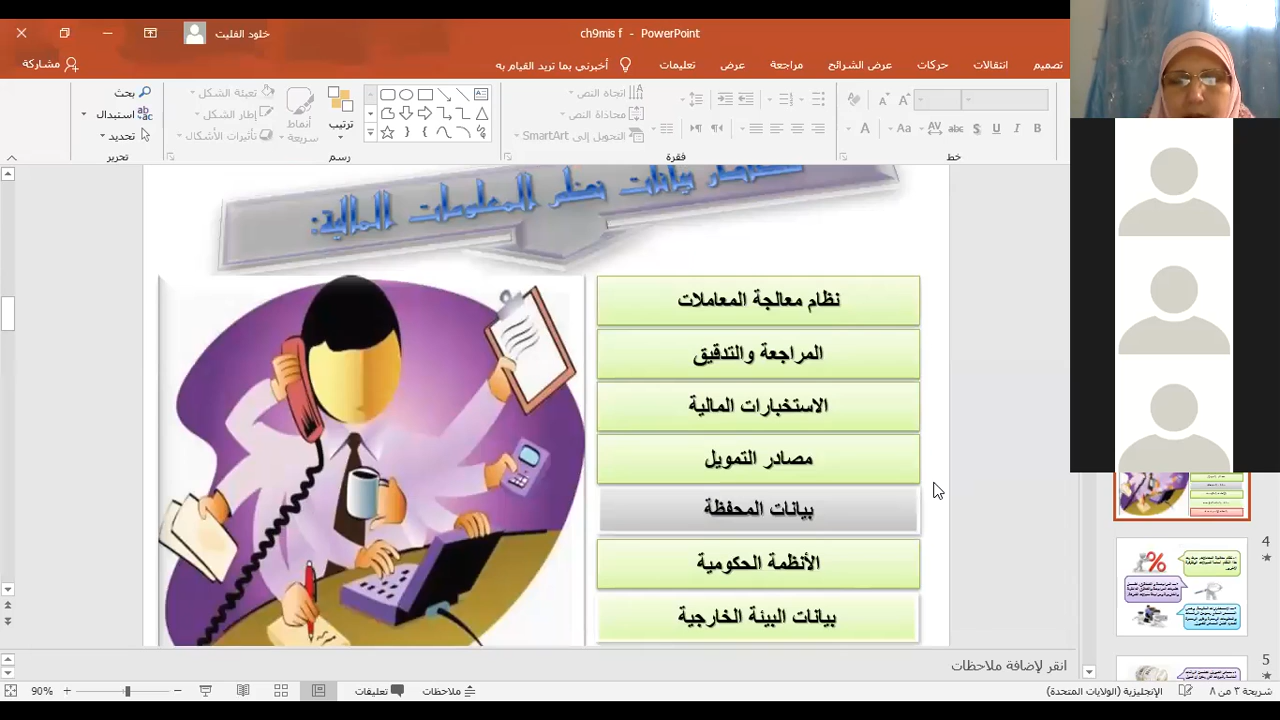 خلود الفليت
ch9mis f - PowerPoint
تصميم
انتقالات
حركات
عرض الشرائح
مراجعة
عرض
تعليمات
أخبرني بما تريد القيام به
مشاركة
اتجاه النص
محاذاة النص
التحويل إلى SmartArt
ترتيب
أنماط سريعة
تعبئة الشكل
إطار الشكل
تأثيرات الأشكال
بحث
استبدال
تحديد
خط
فقرة
رسم
تحرير
بيانات نظم المعلومات المالية:
نظام معالجة المعاملات
المراجعة والتدقيق
الاستخبارات المالية
مصادر التمويل
بيانات المحفظة
الأنظمة الحكومية
بيانات البيئة الخارجية
4
5
انقر لإضافة ملاحظات
شريحة ٣ من ٨
الإنجليزية (الولايات المتحدة)
ملاحظات
تعليقات
90%